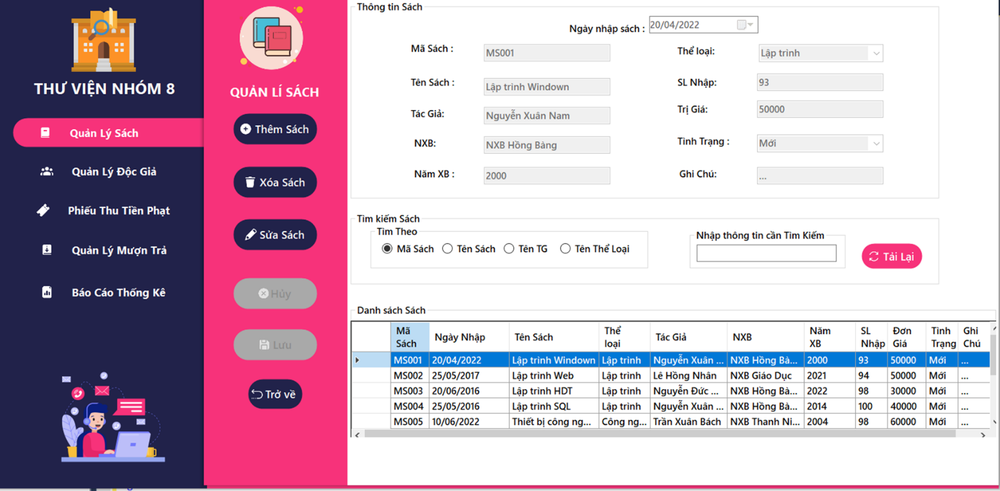 THƯ VIỆN NHÓM 8
Quản Lý Sách
Quản Lý Độc Giả
Phiếu Thu Tiền Phạt
Quản Lý Mượn Trả
Báo Cáo Thống Kê
QUẢN LÍ SÁCH
Thêm Sách
Xóa Sách
Sửa Sách
Hủy
Lưu
Trở về
Thông tin Sách
Ngày nhập sách : 20/04/2022
Mã Sách : MS001
Thể loại: Lập trình
Tên Sách : Lập trình Windown
SL Nhập: 93
Tác Giả: Nguyễn Xuân Nam
Trị Giá: 50000
NXB: NXB Hồng Bàng
Tình Trạng : Mới
Năm XB : 2000
Ghi Chú: ...
Tìm kiếm Sách
Tìm Theo
Mã Sách Tên Sách Tên TG Tên Thể Loại
Nhập thông tin cần Tìm Kiếm
Tải Lại
Danh sách Sách
Mã Sách Ngày Nhập Tên Sách Thể loại Tác Giả NXB Năm XB SL Nhập Đơn Giá Tình Trạng Ghi Chú
MS001 20/04/2022 Lập trình Windown Lập trình Nguyễn Xuân ... NXB Hồng Bà... 2000 93 50000 Mới ...
MS002 25/05/2017 Lập trình Web Lập trình Lê Hồng Nhân NXB Giáo Dục 2021 94 50000 Mới ...
MS003 20/06/2016 Lập trình HDT Lập trình Nguyễn Đức ... NXB Hồng Bà... 2022 98 30000 Mới ...
MS004 25/05/2016 Lập trình SQL Lập trình Nguyễn Xuân ... NXB Hồng Bà... 2014 100 40000 Mới ...
MS005 10/06/2022 Thiết bị công ng... Công ng... Trần Xuân Bách NXB Thanh Ni... 2004 98 60000 Mới ...